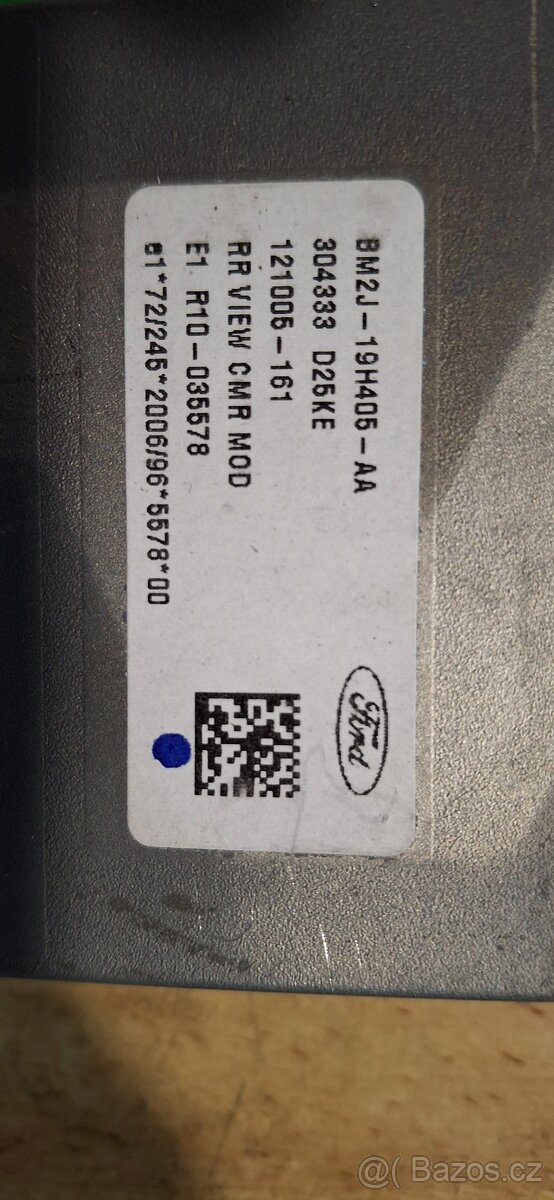 BM2J-19H405-AA
304333 D25KE
121005-161
RR VIEW CMR MOD
E1 R10-035578
e1*72/245*2006/96*5578*00
Ford
@( Bazos.cz